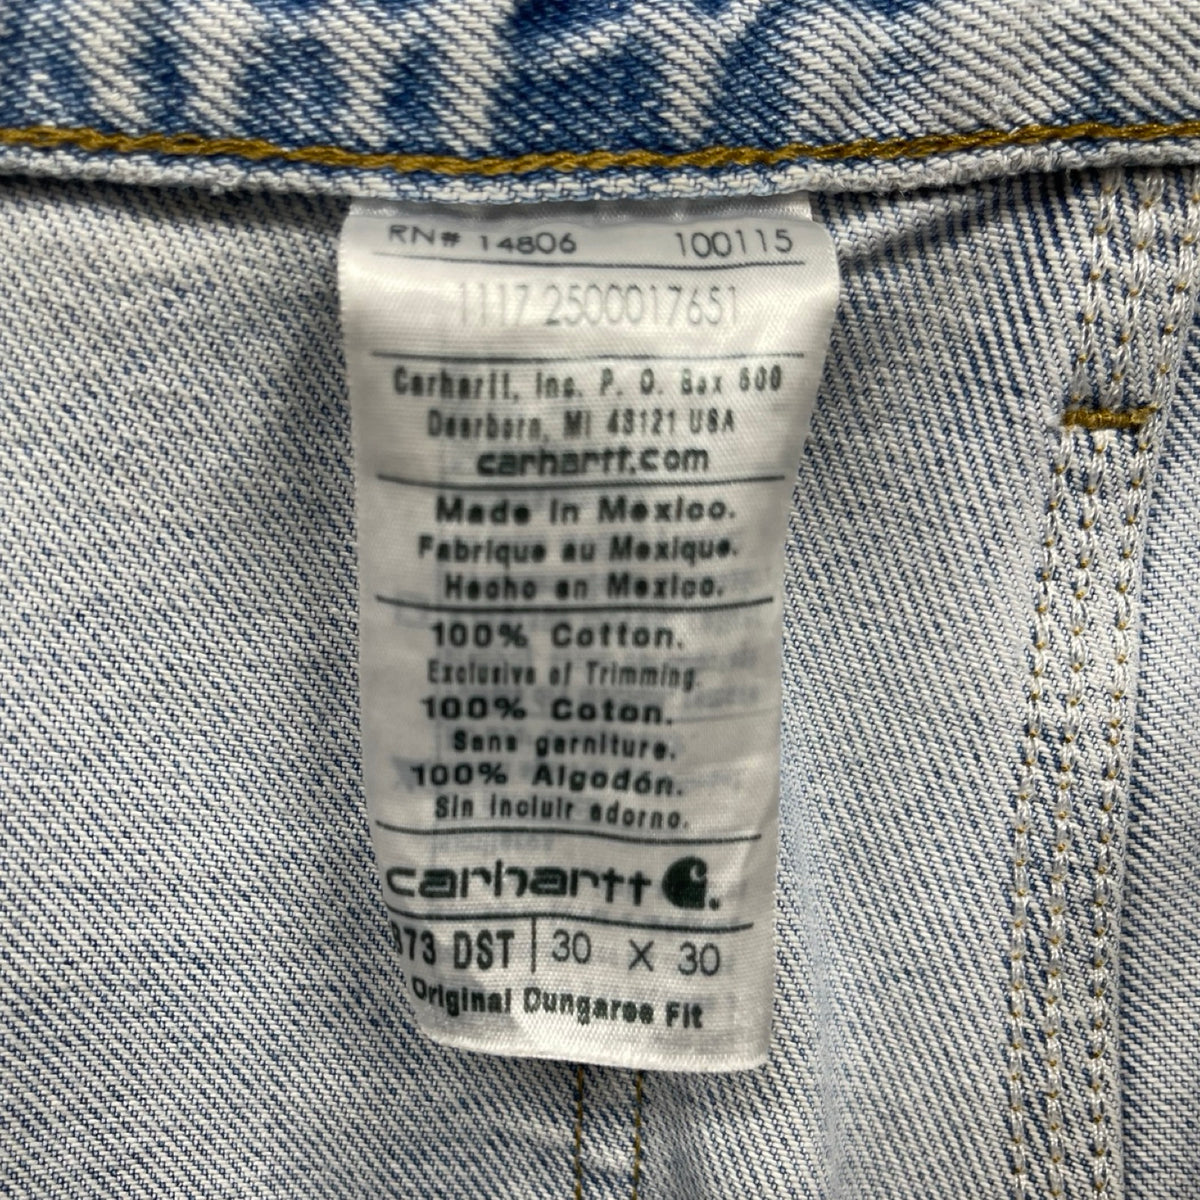 RN# 14806 100115
1117 2500017651
Carhartt, Inc. P. O. Box 600
Dearborn, MI 48121 USA
carhartt.com
Made in Mexico.
Fabrique au Mexique.
Hecho en Mexico.
100% Cotton.
Exclusive of Trimming.
100% Coton.
Sans garniture.
100% Algodón.
Sin incluir adorno.
carhartt
DST 30 X 30
Original Dungaree Fit